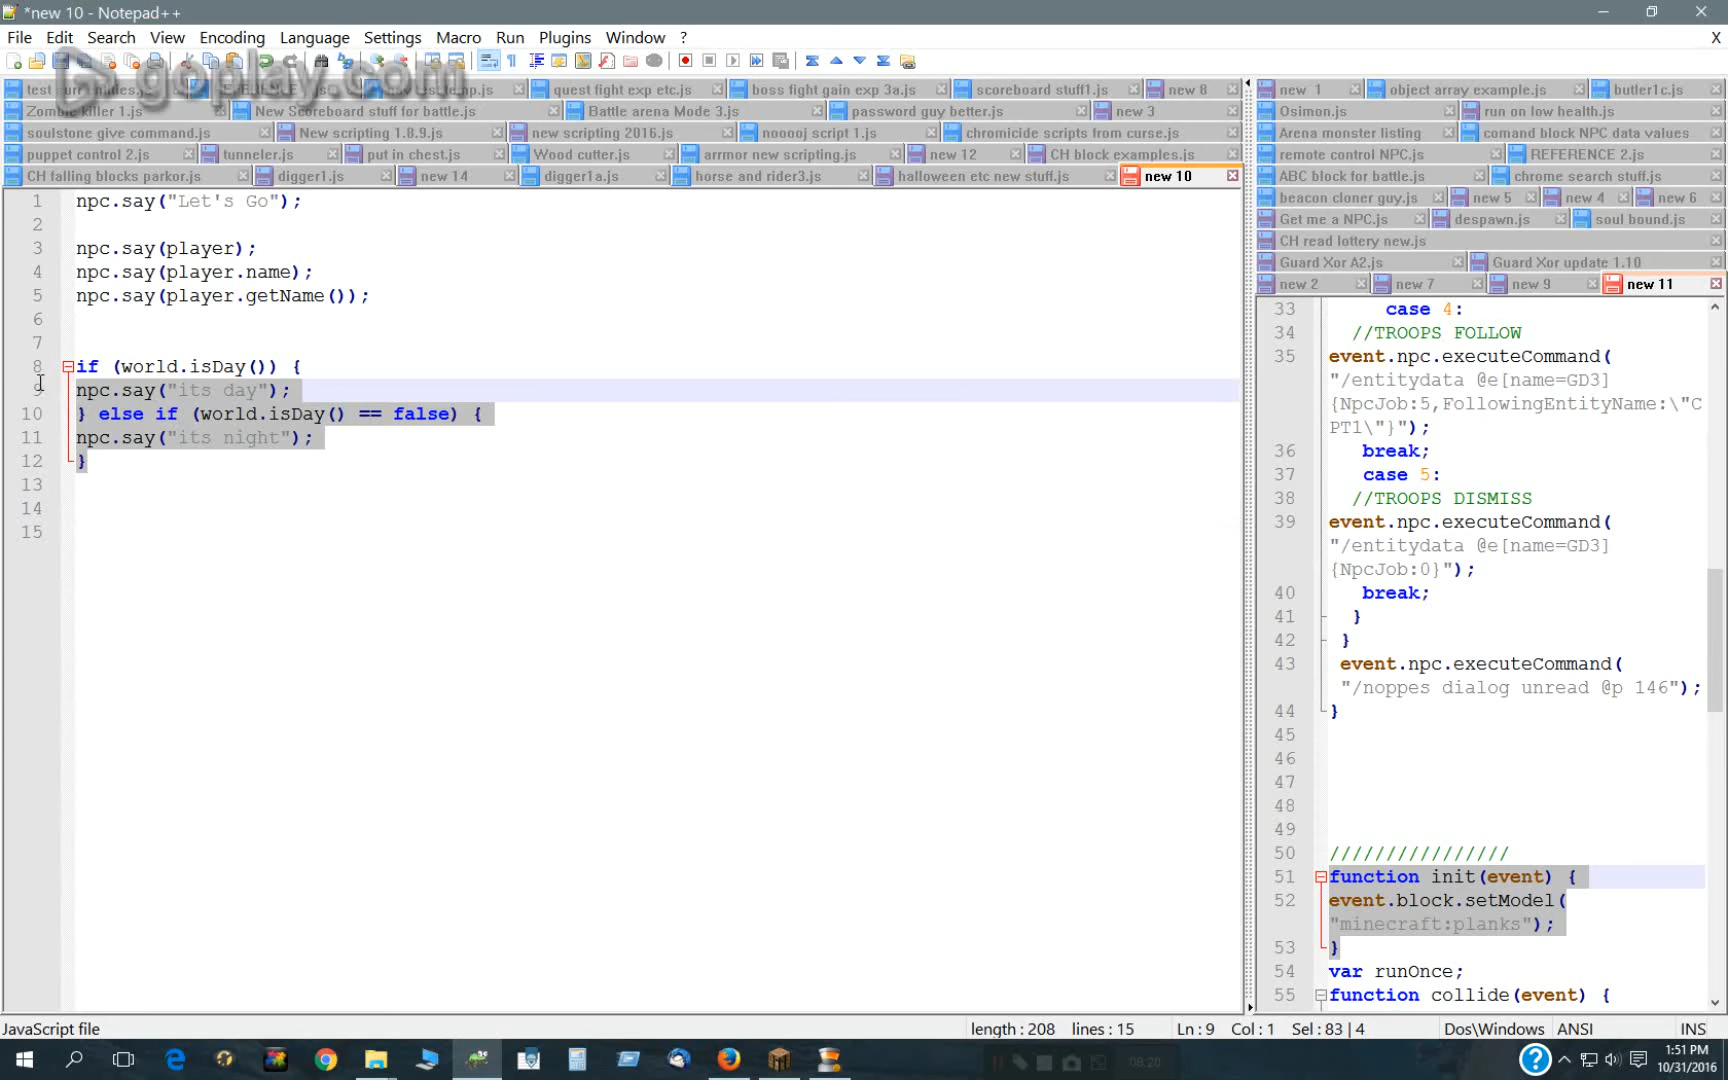 *new 10 - Notepad++
File Edit Search View Encoding Language Settings Macro Run Plugins Window ? X
goplay.com
quest fight exp etc.js boss fight gain exp 3a.js scoreboard stuff1.js new 8
Zombie killer 1.js New Scoreboard stuff for battle.js Battle arena Mode 3.js password guy better.js new 3
soulstone give command.js New scripting 1.8.9.js new scripting 2016.js nooooj script 1.js chromicide scripts from curse.js
puppet control 2.js tunneler.js put in chest.js Wood cutter.js arrmor new scripting.js new 12 CH block examples.js
CH falling blocks parkor.js digger1.js new 14 digger1a.js horse and rider3.js halloween etc new stuff.js new 10
1 npc.say("Let's Go");
2
3 npc.say(player);
4 npc.say(player.name);
5 npc.say(player.getName());
6
7
8 if (world.isDay()) {
9 npc.say("its day");
10 } else if (world.isDay() == false) {
11 npc.say("its night");
12 }
13
14
15
new 1 object array example.js butler1c.js
Osimon.js run on low health.js
Arena monster listing comand block NPC data values
remote control NPC.js REFERENCE 2.js
ABC block for battle.js chrome search stuff.js
beacon cloner guy.js new 5 new 4 new 6
Get me a NPC.js despawn.js soul bound.js
CH read lottery new.js
Guard Xor A2.js Guard Xor update 1.10
new 2 new 7 new 9 new 11
33 case 4:
34 //TROOPS FOLLOW
35 event.npc.executeCommand(
"/entitydata @e[name=GD3]
{NpcJob:5,FollowingEntityName:\"C
PT1\"}");
36 break;
37 case 5:
38 //TROOPS DISMISS
39 event.npc.executeCommand(
"/entitydata @e[name=GD3]
{NpcJob:0}");
40 break;
41 }
42 }
43 event.npc.executeCommand(
"/noppes dialog unread @p 146");
44 }
45
46
47
48
49
50 ////////////////
51 function init(event) {
52 event.block.setModel(
"minecraft:planks");
53 }
54 var runOnce;
55 function collide(event) {
JavaScript file length : 208 lines : 15 Ln : 9 Col : 1 Sel : 83 | 4 Dos\Windows ANSI INS
08:20
1:51 PM
10/31/2016